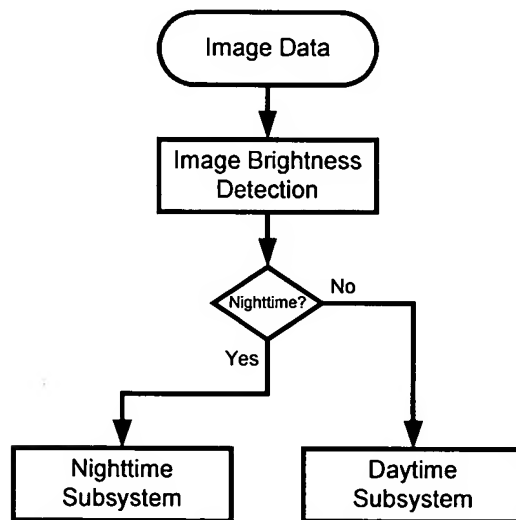 Image Data
Image Brightness
Detection
Nighttime?
No
Yes
Nighttime
Subsystem
Daytime
Subsystem